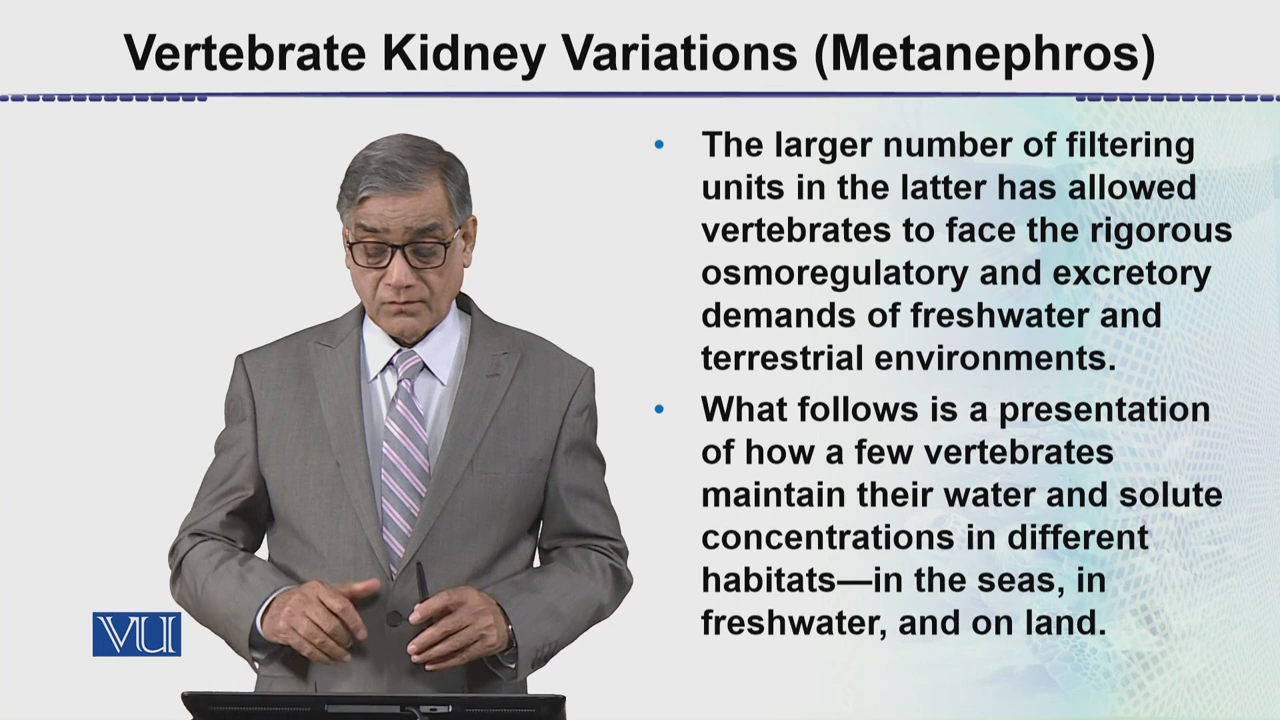 Vertebrate Kidney Variations (Metanephros)
• The larger number of filtering
units in the latter has allowed
vertebrates to face the rigorous
osmoregulatory and excretory
demands of freshwater and
terrestrial environments.
• What follows is a presentation
of how a few vertebrates
maintain their water and solute
concentrations in different
habitats—in the seas, in
freshwater, and on land.
VU